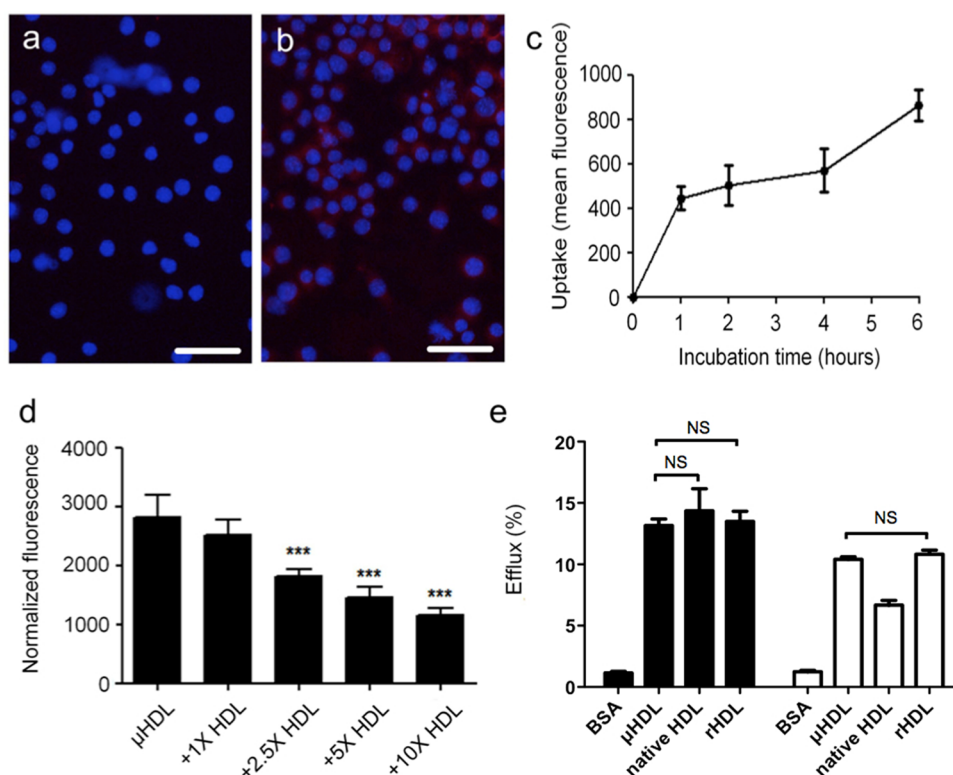 a
b
c
Uptake (mean fluorescence)
1000
800
600
400
200
0
0 1 2 3 4 5 6
Incubation time (hours)
d
Normalized fluorescence
4000
3000
2000
1000
0
***
***
***
µHDL
+1X HDL
+2.5X HDL
+5X HDL
+10X HDL
e
Efflux (%)
20
15
10
5
0
NS
NS
NS
BSA
µHDL
native HDL
rHDL
BSA
µHDL
native HDL
rHDL